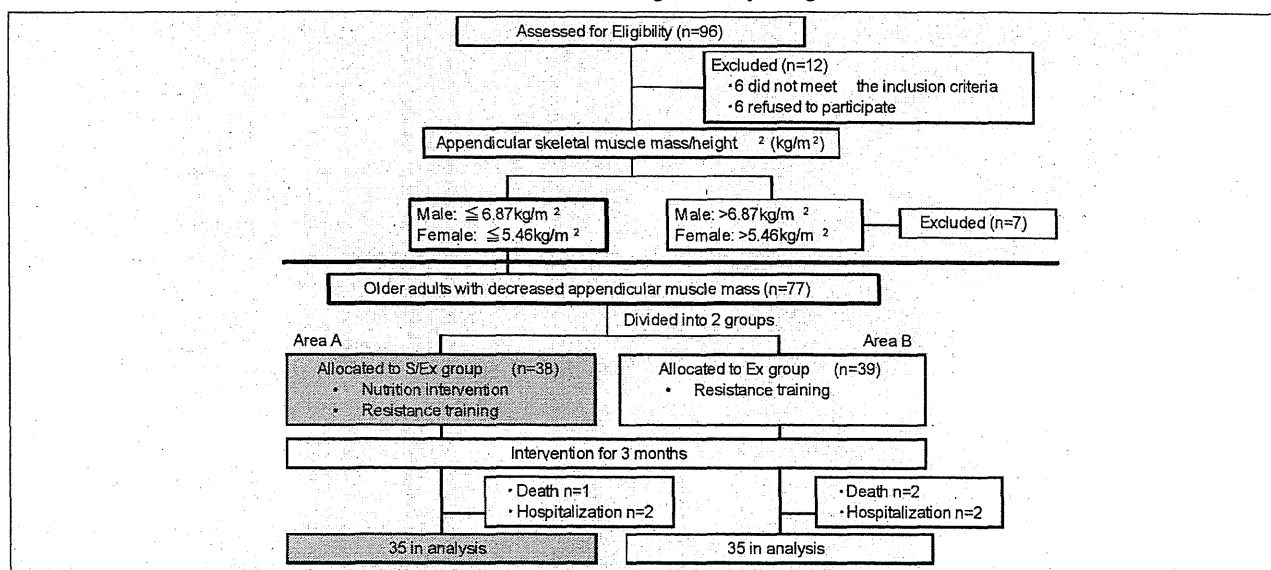 Assessed for Eligibility (n=96)
Excluded (n=12)
・6 did not meet the inclusion criteria
・6 refused to participate
Appendicular skeletal muscle mass/height ² (kg/m²)
Male: ≦6.87kg/m ²
Female: ≦5.46kg/m ²
Male: >6.87kg/m ²
Female: >5.46kg/m ²
Excluded (n=7)
Older adults with decreased appendicular muscle mass (n=77)
Divided into 2 groups
Area A
Area B
Allocated to S/Ex group (n=38)
• Nutrition intervention
• Resistance training
Allocated to Ex group (n=39)
• Resistance training
Intervention for 3 months
・Death n=1
・Hospitalization n=2
・Death n=2
・Hospitalization n=2
35 in analysis
35 in analysis